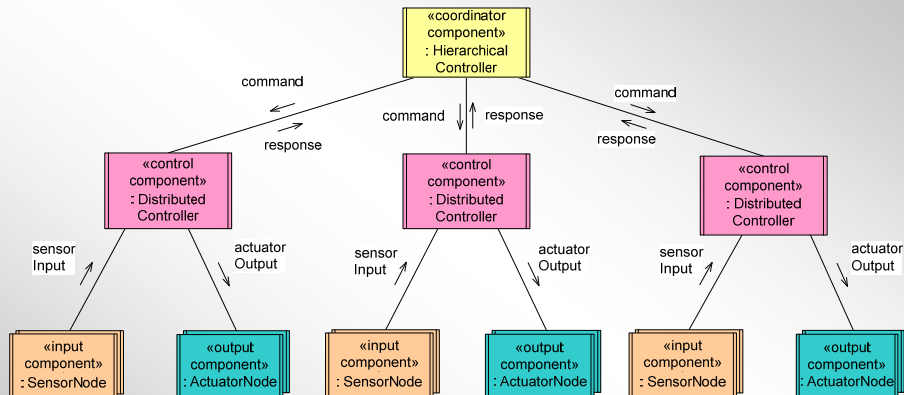 «coordinator
component»
: Hierarchical
Controller
command
response
command
response
command
response
«control
component»
: Distributed
Controller
«control
component»
: Distributed
Controller
«control
component»
: Distributed
Controller
sensor
Input
actuator
Output
sensor
Input
actuator
Output
sensor
Input
actuator
Output
«input
component»
: SensorNode
«output
component»
: ActuatorNode
«input
component»
: SensorNode
«output
component»
: ActuatorNode
«input
component»
: SensorNode
«output
component»
: ActuatorNode